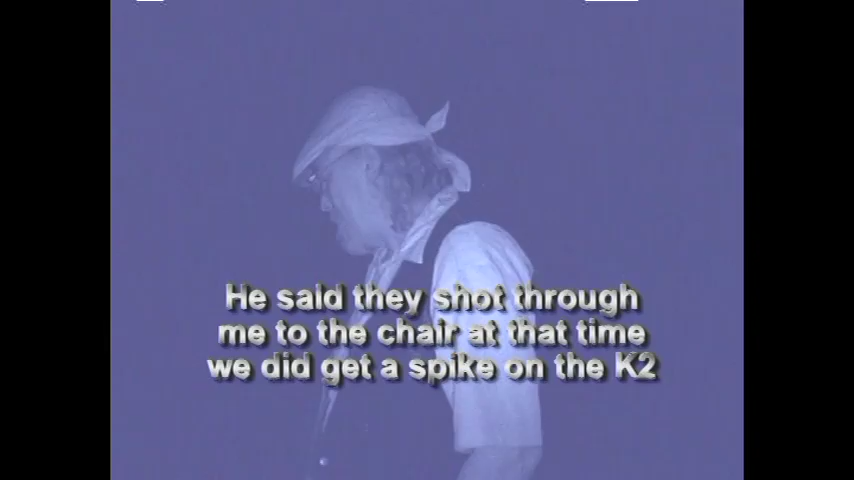 He said they shot through
me to the chair at that time
we did get a spike on the K2